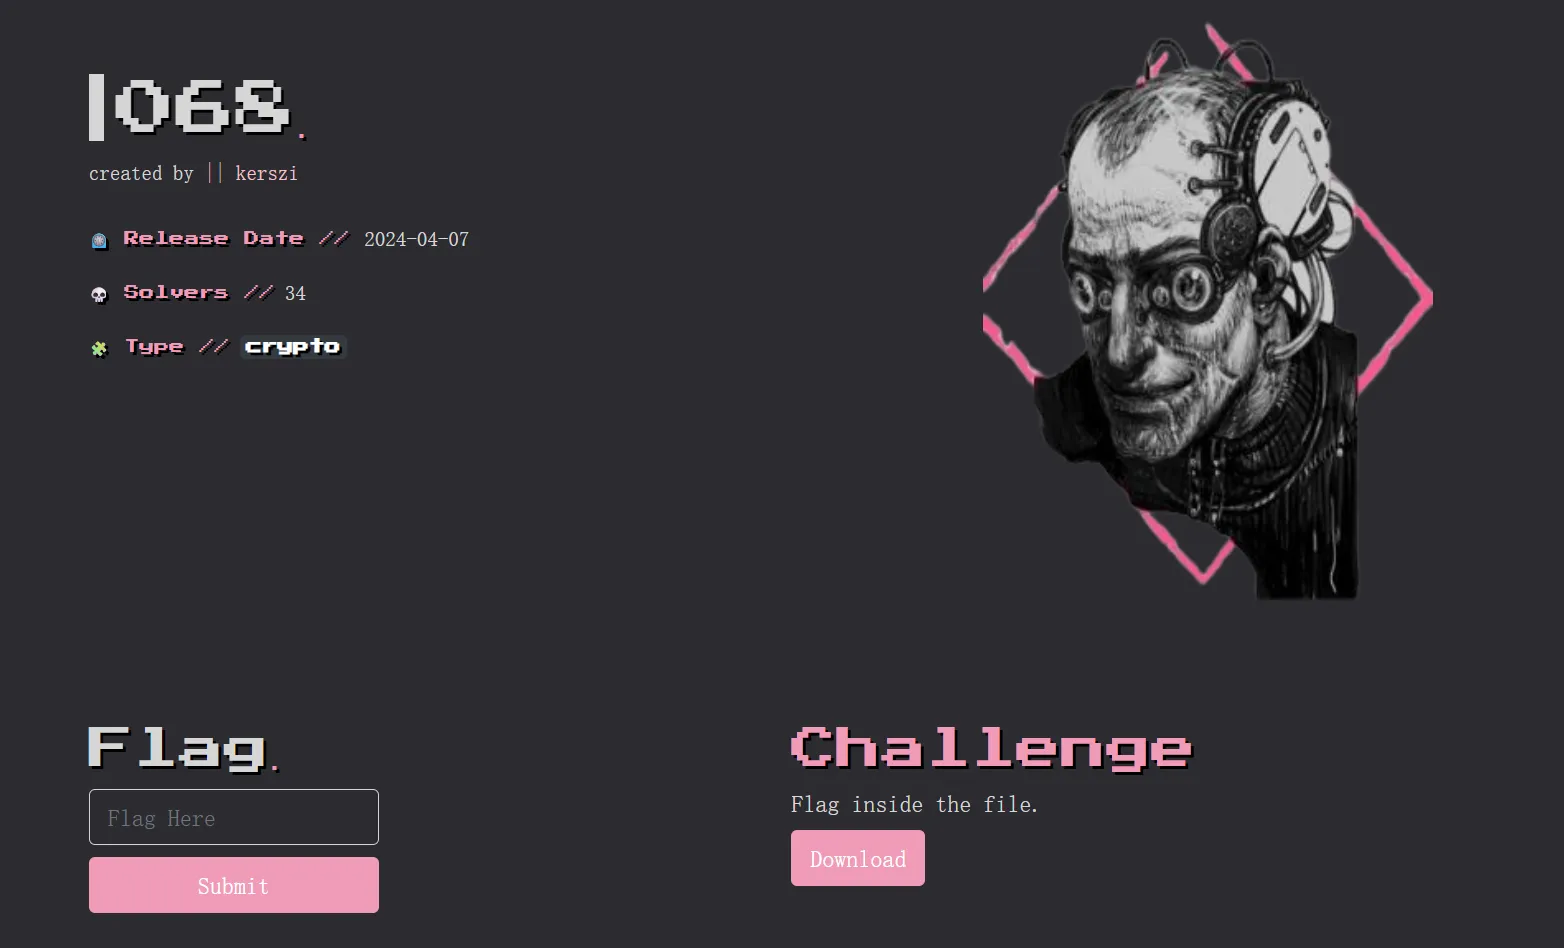 068.
created by || kerszi
Release Date // 2024-04-07
Solvers // 34
Type // crypto
Flag.
Flag Here
Submit
Challenge
Flag inside the file.
Download